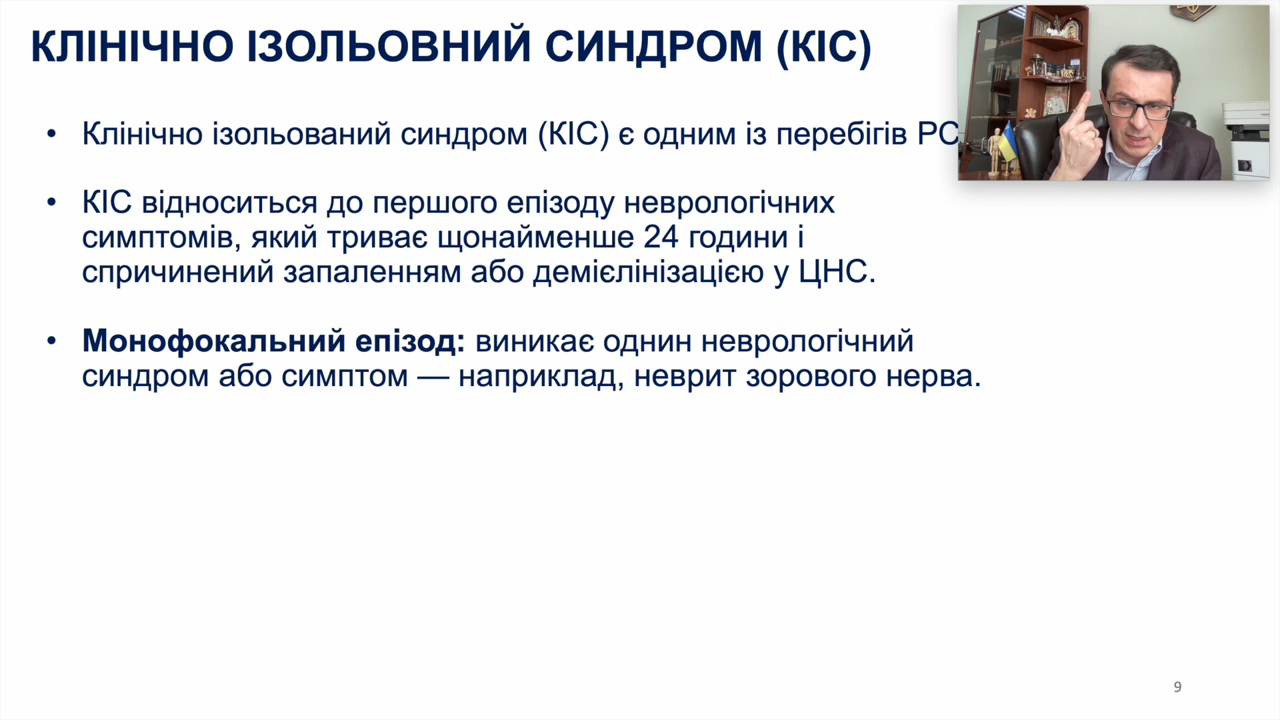 КЛІНІЧНО ІЗОЛЬОВНИЙ СИНДРОМ (КІС)
• Клінічно ізольований синдром (КІС) є одним із перебігів РС
• КІС відноситься до першого епізоду неврологічних
симптомів, який триває щонайменше 24 години і
спричинений запаленням або демієлінізацією у ЦНС.
• Монофокальний епізод: виникає однин неврологічний
синдром або симптом — наприклад, неврит зорового нерва.
9